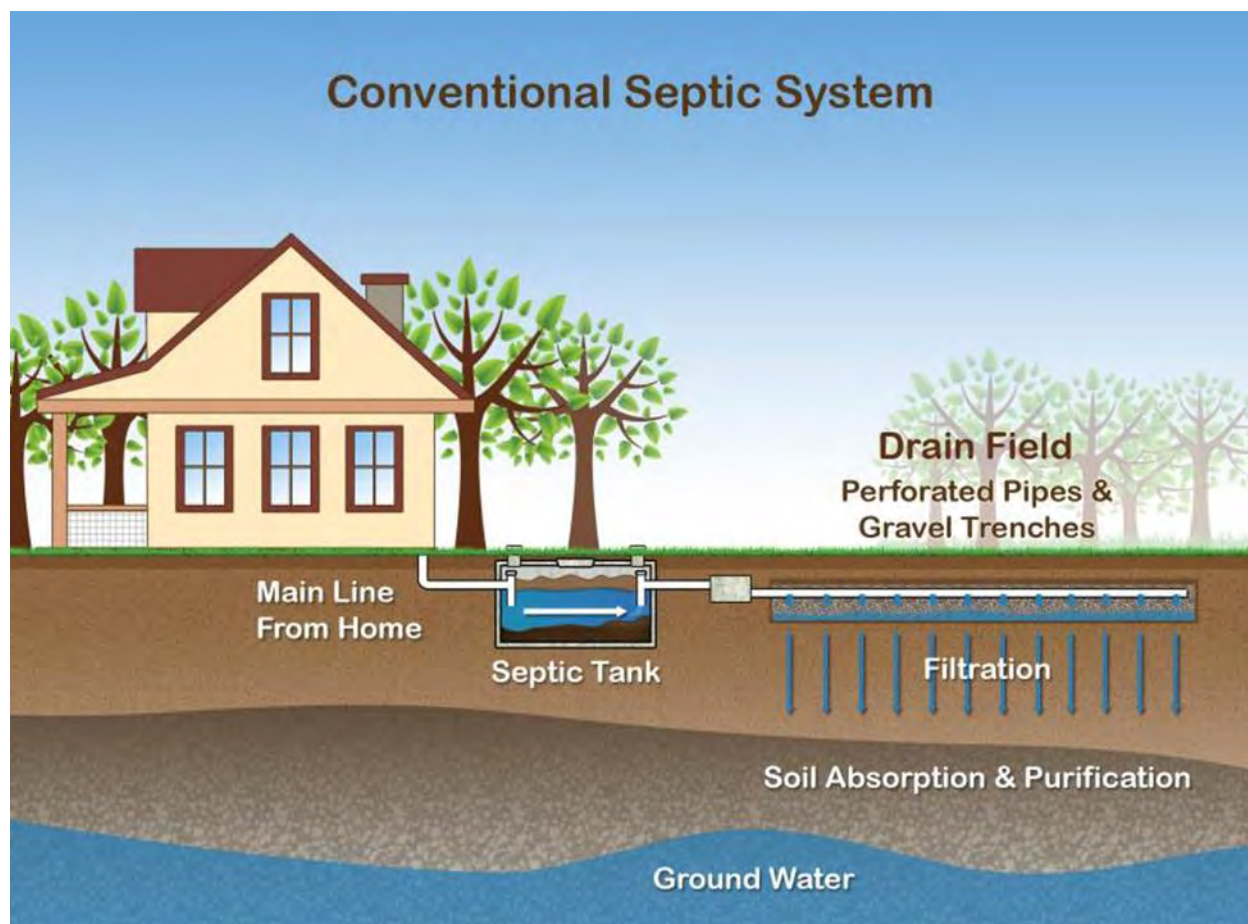 Conventional Septic System
Drain Field
Perforated Pipes &
Gravel Trenches
Main Line
From Home
Septic Tank
Filtration
Soil Absorption & Purification
Ground Water